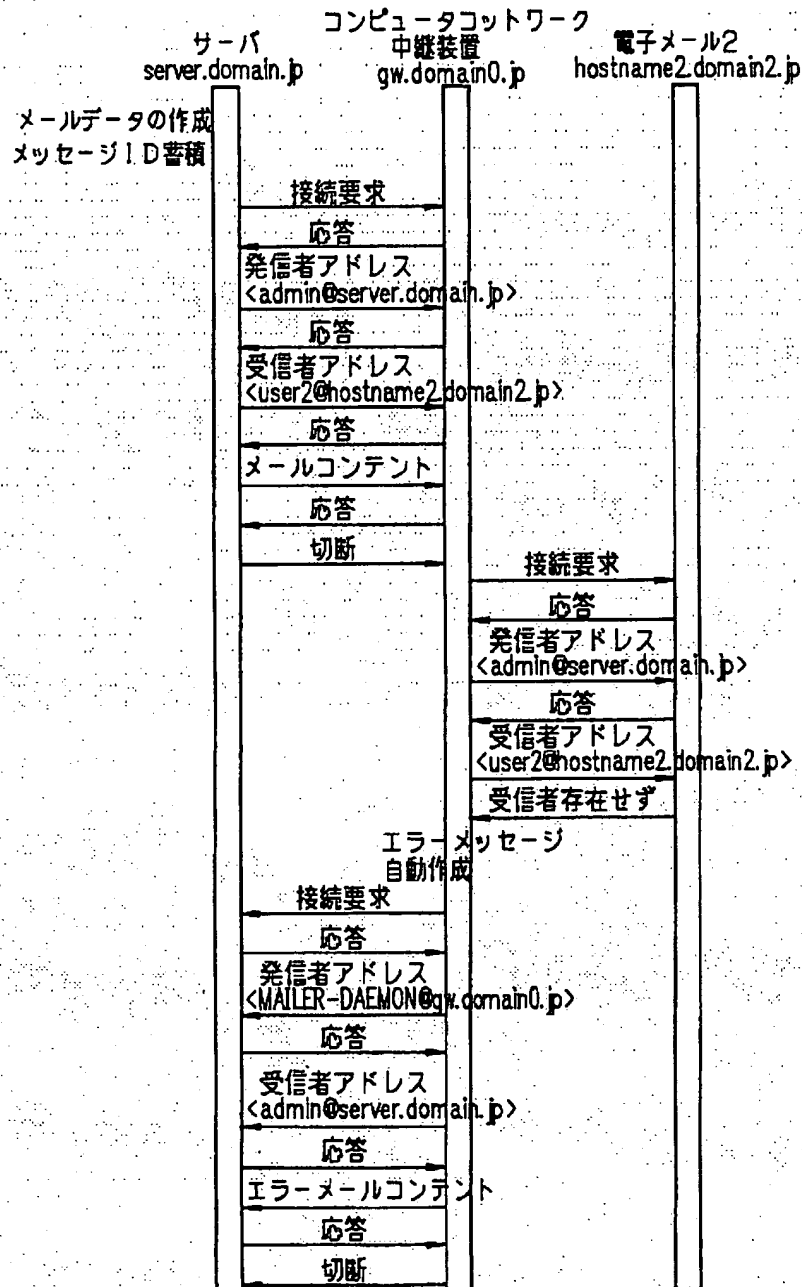 コンピュータコットワーク
サーバ
中継装置
電子メール2
server.domain.jp
gw.domain0.jp
hostname2.domain2.jp
メールデータの作成
メッセージID蓄積
接続要求
応答
発信者アドレス
<admin@server.domain.jp>
応答
受信者アドレス
<user2@hostname2.domain2.jp>
応答
メールコンテント
応答
切断
接続要求
応答
発信者アドレス
<admin@server.domain.jp>
応答
受信者アドレス
<user2@hostname2.domain2.jp>
受信者存在せず
エラーメッセージ
自動作成
接続要求
応答
発信者アドレス
<MAILER-DAEMON@gw.domain0.jp>
応答
受信者アドレス
<admin@server.domain.jp>
応答
エラーメールコンテント
応答
切断